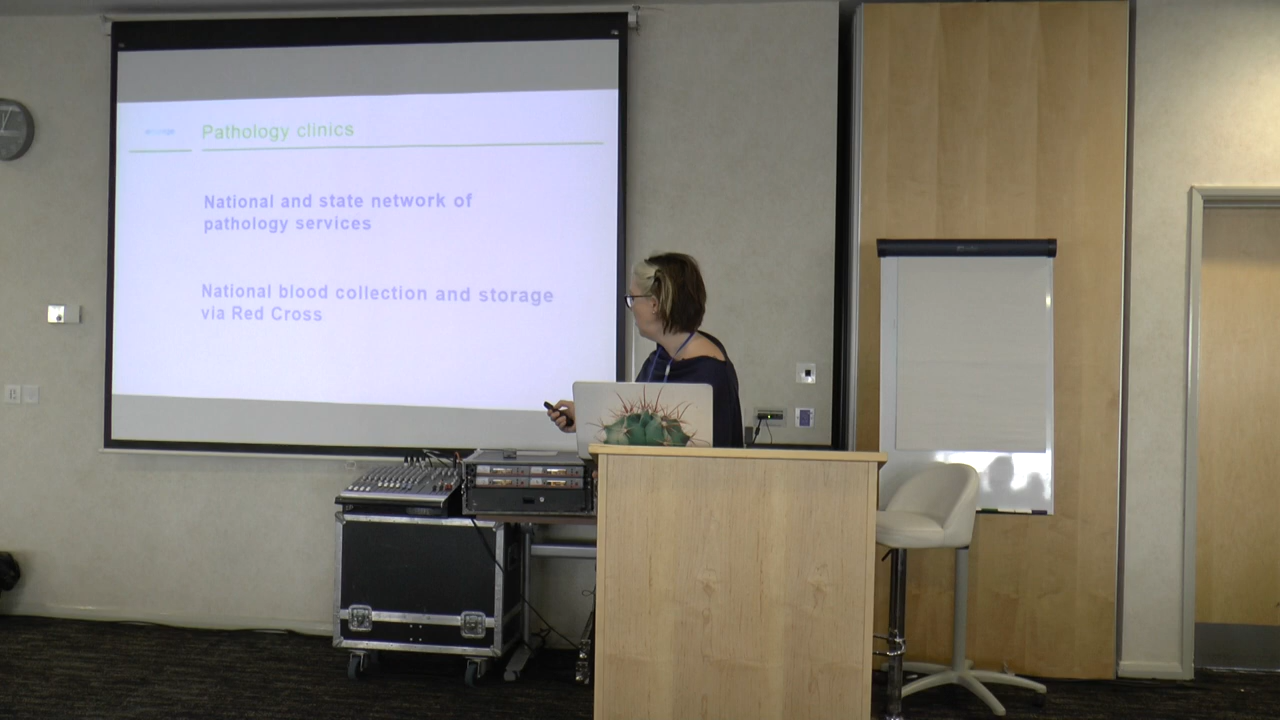 Pathology clinics
National and state network of
pathology services
National blood collection and storage
via Red Cross